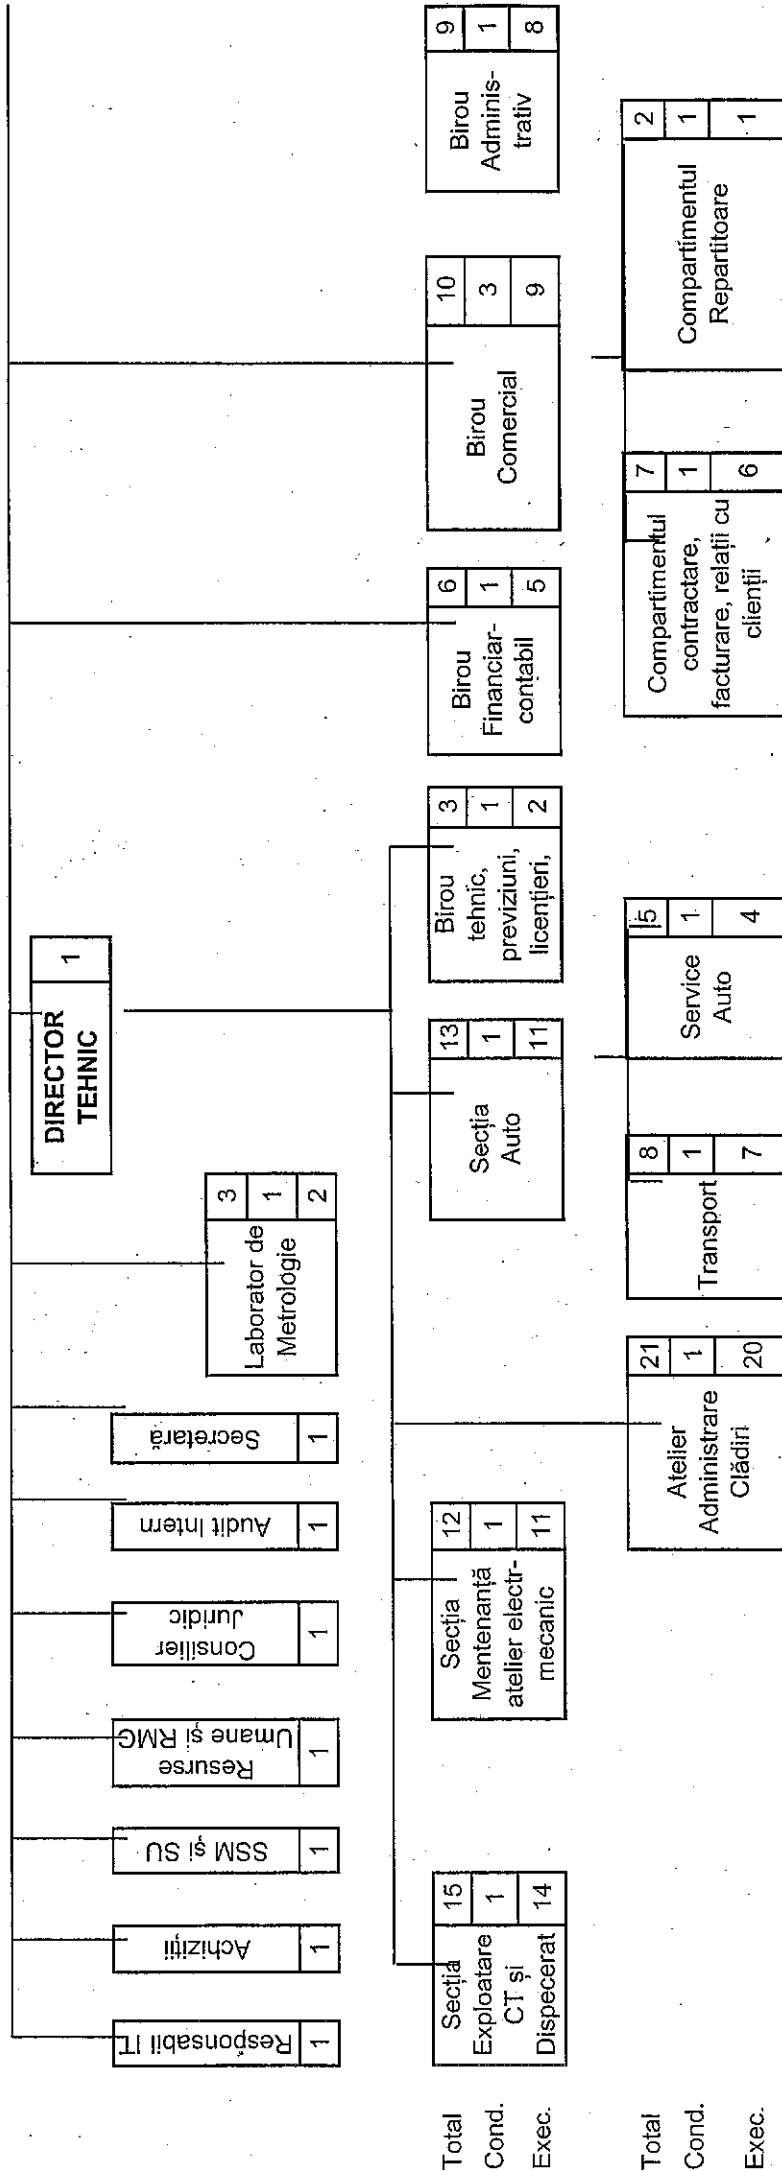 DIRECTOR
TEHNIC
1
Responsabil IT
1
Achiziții
1
SSM și SU
1
Resurse
Umane și RMC
1
Consilier
Juridic
1
Audit Intern
1
Secretară
1
Laborator de
Metrologie
3
1
2
Total
Cond.
Exec.
Secția
Exploatare
CT și
Dispecerat
15
1
14
Secția
Mentenanță
atelier electr-
mecanic
12
1
11
Secția
Auto
13
1
11
Birou
tehnic,
previziuni,
licențieri,
3
1
2
Birou
Financiar-
contabil
6
1
5
Birou
Comercial
10
3
9
Birou
Adminis-
trativ
9
1
8
Total
Cond.
Exec.
Atelier
Administrare
Clădiri
21
1
20
Transport
8
1
7
Service
Auto
5
1
4
Compartimentul
contractare,
facturare, relații cu
clienții
7
1
6
Compartimentul
Repartitoare
2
1
1